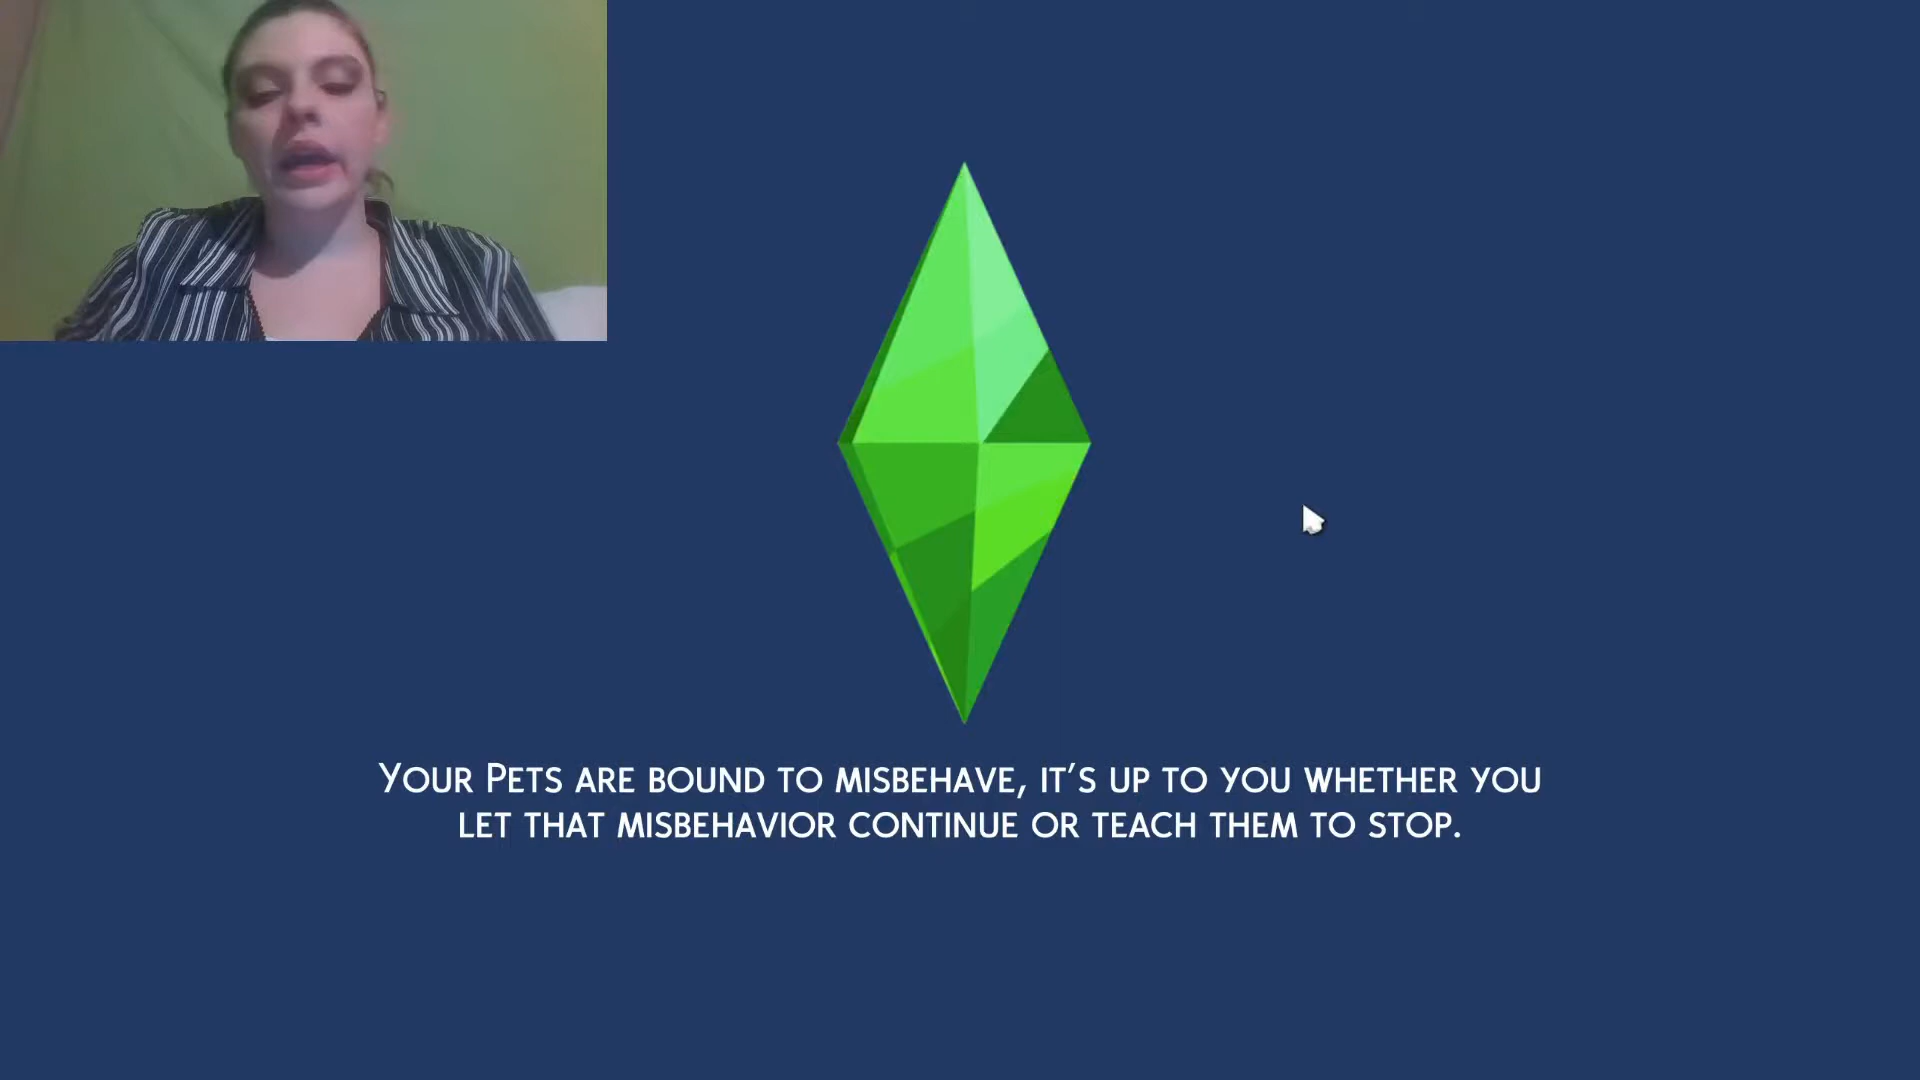 Your Pets are bound to misbehave, it's up to you whether you
let that misbehavior continue or teach them to stop.